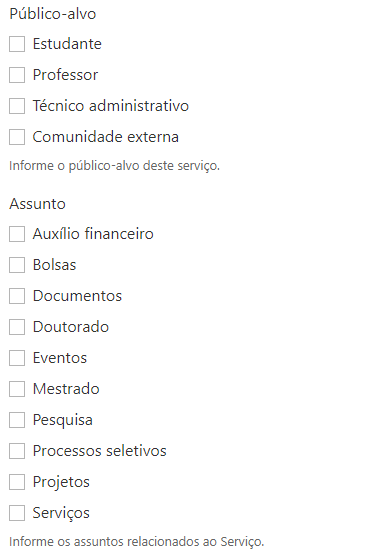 Público-alvo
Estudante
Professor
Técnico administrativo
Comunidade externa
Informe o público-alvo deste serviço.
Assunto
Auxílio financeiro
Bolsas
Documentos
Doutorado
Eventos
Mestrado
Pesquisa
Processos seletivos
Projetos
Serviços
Informe os assuntos relacionados ao Serviço.